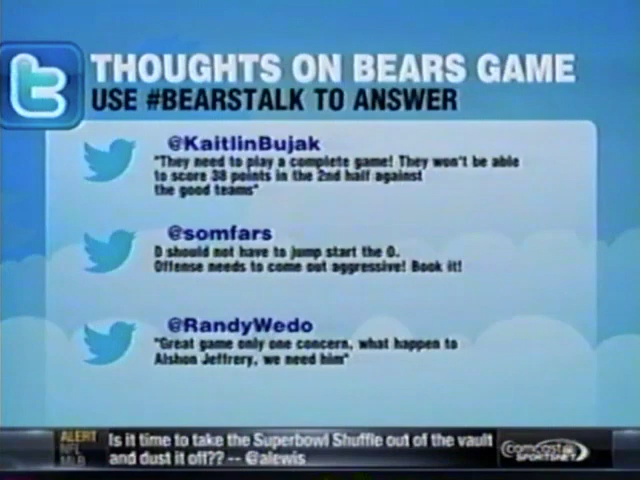 THOUGHTS ON BEARS GAME
USE #BEARSTALK TO ANSWER
@KaitlinBujak
"They need to play a complete game! They won't be able
to score 38 points in the 2nd half against
the good teams"
@somfars
D should not have to jump start the O.
Offense needs to come out aggressive! Book it!
@RandyWedo
"Great game only one concern, what happen to
Alshon Jeffrery, we need him"
ALERT
NFL
MLB
Is it time to take the Superbowl Shuffle out of the vault
and dust it off?? -- @alewis
comcast
SPORTSNET